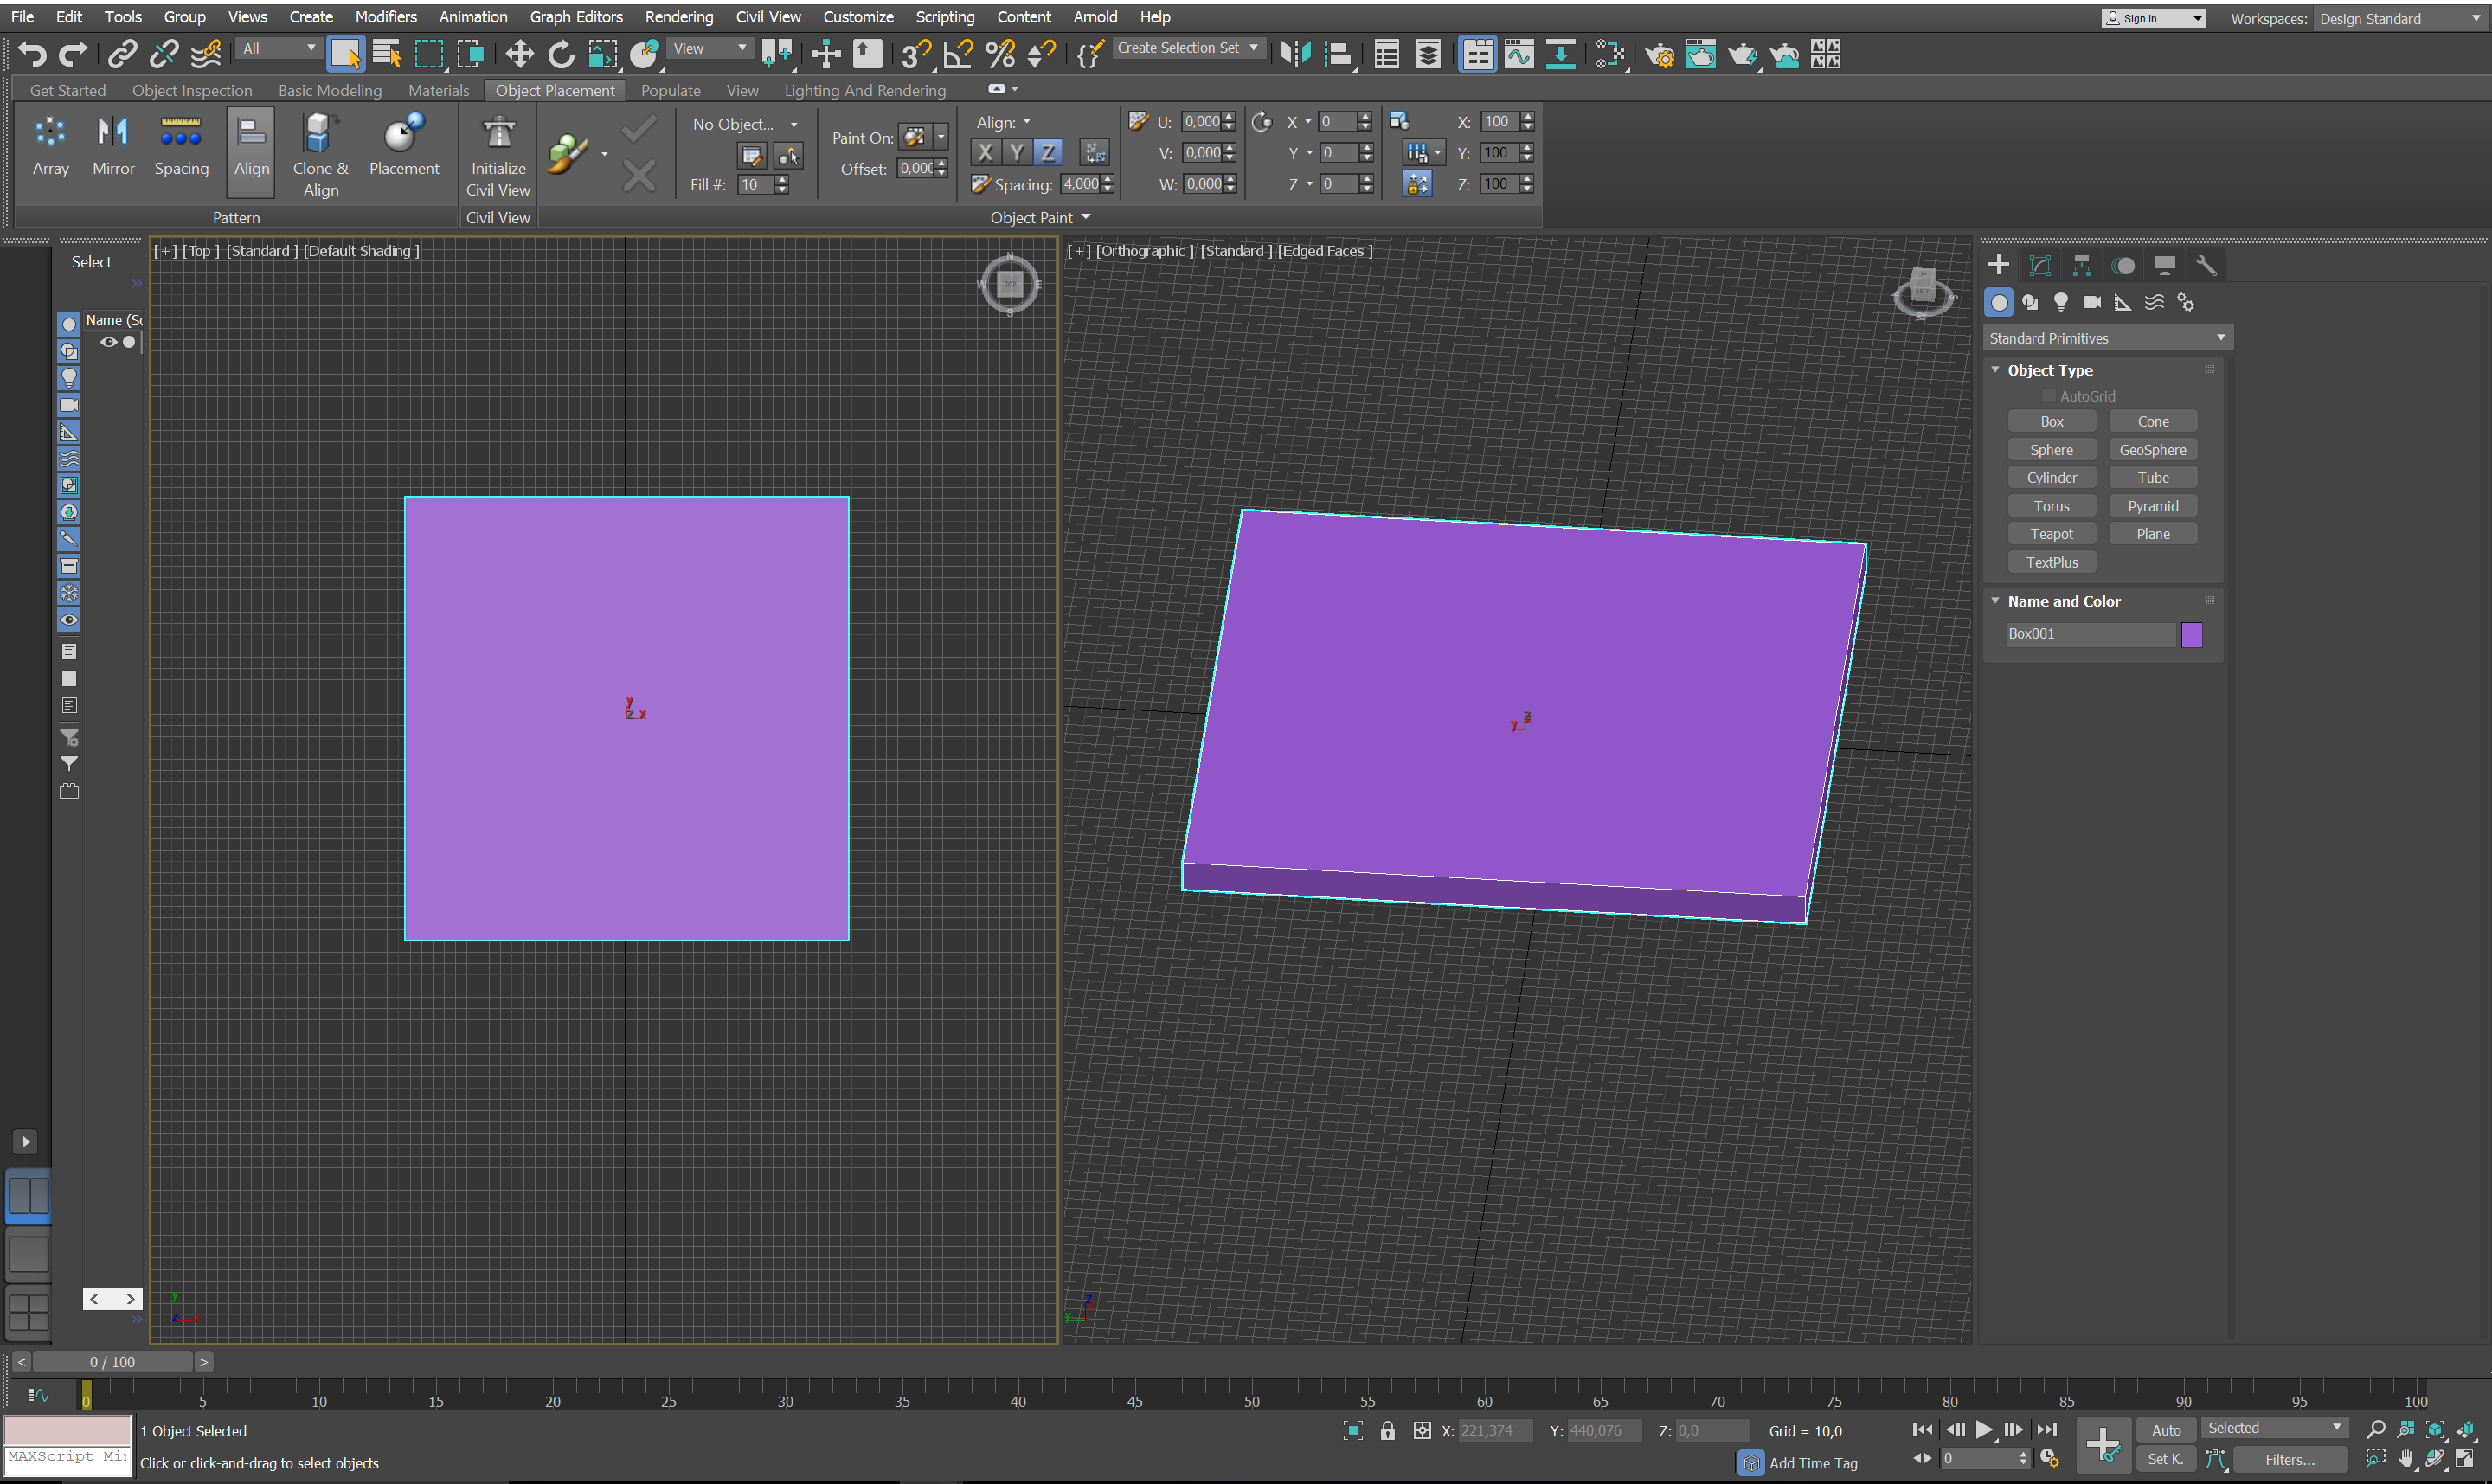 File Edit Tools Group Views Create Modifiers Animation Graph Editors Rendering Civil View Customize Scripting Content Arnold Help Sign In Workspaces: Design Standard
All View 3 Create Selection Set
Get Started Object Inspection Basic Modeling Materials Object Placement Populate View Lighting And Rendering
No Object... Align: U: 0,000 X 0 X: 100
Paint On: X Y Z V: 0,000 Y 0 Y: 100
Array Mirror Spacing Align Clone & Align Placement Initialize Civil View Offset: 0,000
Fill #: 10 Spacing: 4,000 W: 0,000 Z 0 Z: 100
Pattern Civil View Object Paint
Select
[+] [Top ] [Standard ] [Default Shading ]
[+] [Orthographic ] [Standard ] [Edged Faces ]
N
W TOP E
S
Name (Sc
Standard Primitives
Object Type
AutoGrid
Box Cone
Sphere GeoSphere
Cylinder Tube
Torus Pyramid
Teapot Plane
TextPlus
Name and Color
Box001
y
z x
z
y x
y
z x
z
y
< 0 / 100 >
0 5 10 15 20 25 30 35 40 45 50 55 60 65 70 75 80 85 90 95 100
1 Object Selected X: 221,374 Y: 440,076 Z: 0,0 Grid = 10,0 Auto Selected
MAXScript Mi Click or click-and-drag to select objects Add Time Tag 0 Set K. Filters...